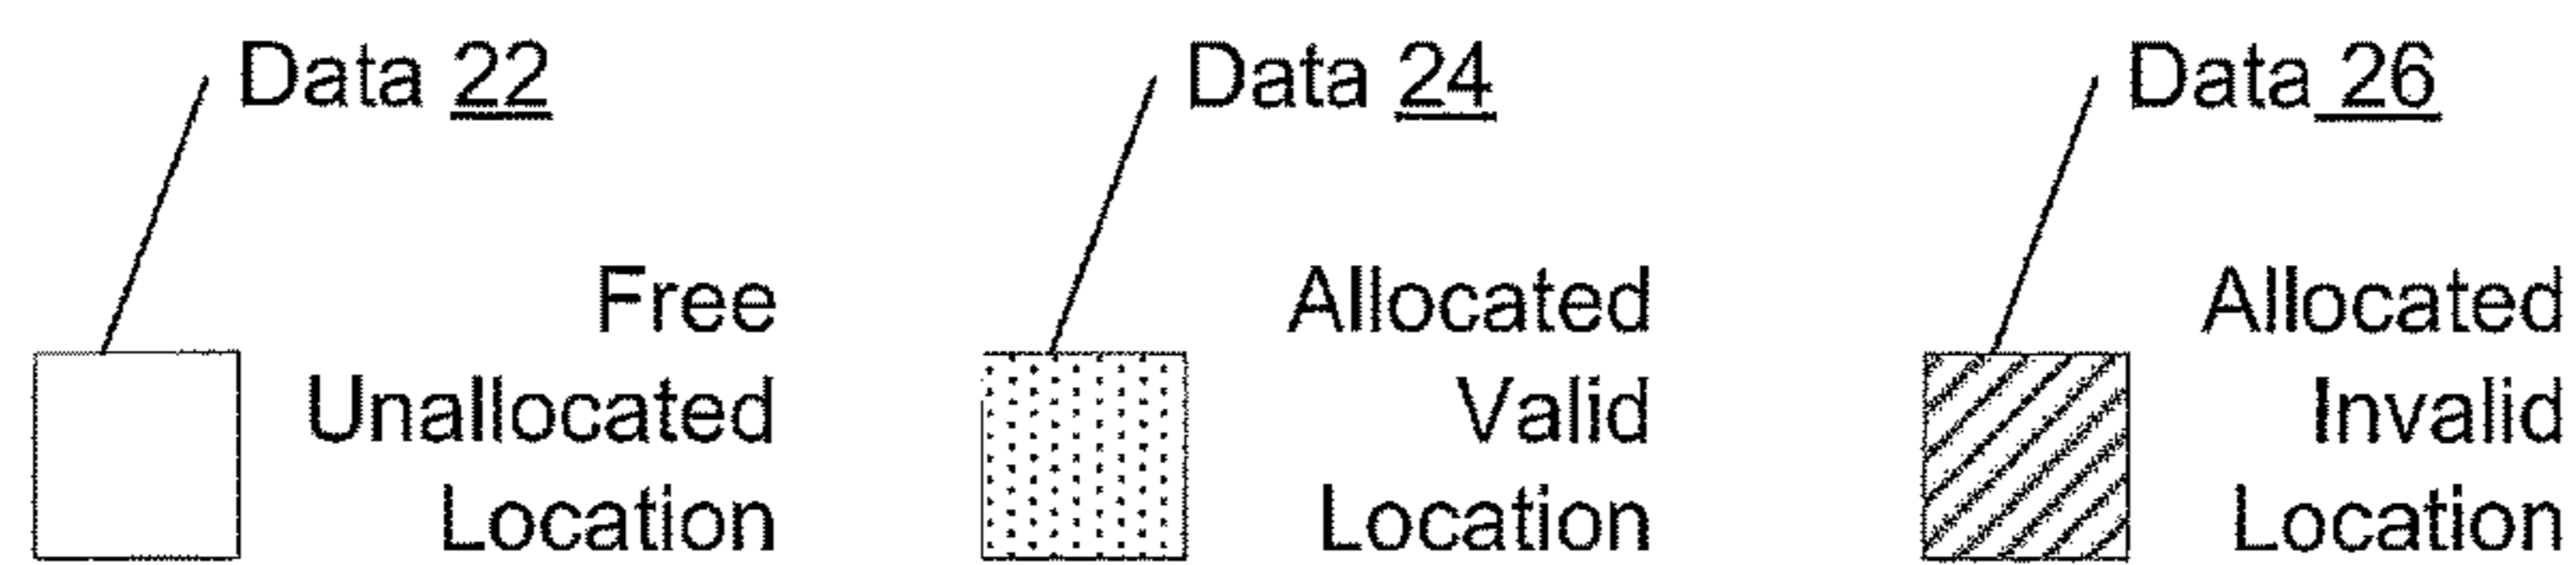 Data 22
Free
Unallocated
Location
Data 24
Allocated
Valid
Location
Data 26
Allocated
Invalid
Location